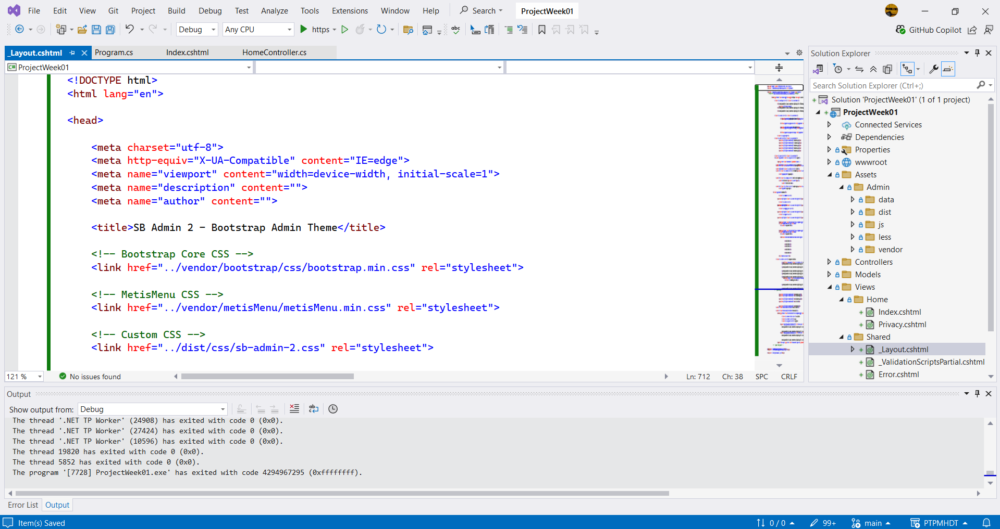 File Edit View Git Project Build Debug Test Analyze Tools Extensions Window Help Search ProjectWeek01
Debug Any CPU https GitHub Copilot
_Layout.cshtml Program.cs Index.cshtml HomeController.cs
ProjectWeek01
<!DOCTYPE html>
<html lang="en">
<head>
<meta charset="utf-8">
<meta http-equiv="X-UA-Compatible" content="IE=edge">
<meta name="viewport" content="width=device-width, initial-scale=1">
<meta name="description" content="">
<meta name="author" content="">
<title>SB Admin 2 - Bootstrap Admin Theme</title>
<!-- Bootstrap Core CSS -->
<link href="../vendor/bootstrap/css/bootstrap.min.css" rel="stylesheet">
<!-- MetisMenu CSS -->
<link href="../vendor/metisMenu/metisMenu.min.css" rel="stylesheet">
<!-- Custom CSS -->
<link href="../dist/css/sb-admin-2.css" rel="stylesheet">
121 % No issues found Ln: 712 Ch: 38 SPC CRLF
Solution Explorer
Search Solution Explorer (Ctrl+;)
Solution 'ProjectWeek01' (1 of 1 project)
ProjectWeek01
Connected Services
Dependencies
Properties
wwwroot
Assets
Admin
data
dist
js
less
vendor
Controllers
Models
Views
Home
Index.cshtml
Privacy.cshtml
Shared
_Layout.cshtml
_ValidationScriptsPartial.cshtml
Error.cshtml
Output
Show output from: Debug
The thread '.NET TP Worker' (24908) has exited with code 0 (0x0).
The thread '.NET TP Worker' (27424) has exited with code 0 (0x0).
The thread '.NET TP Worker' (10596) has exited with code 0 (0x0).
The thread 19820 has exited with code 0 (0x0).
The thread 5852 has exited with code 0 (0x0).
The program '[7728] ProjectWeek01.exe' has exited with code 4294967295 (0xffffffff).
Error List Output
Item(s) Saved 0 / 0 99+ main PTPMHDT